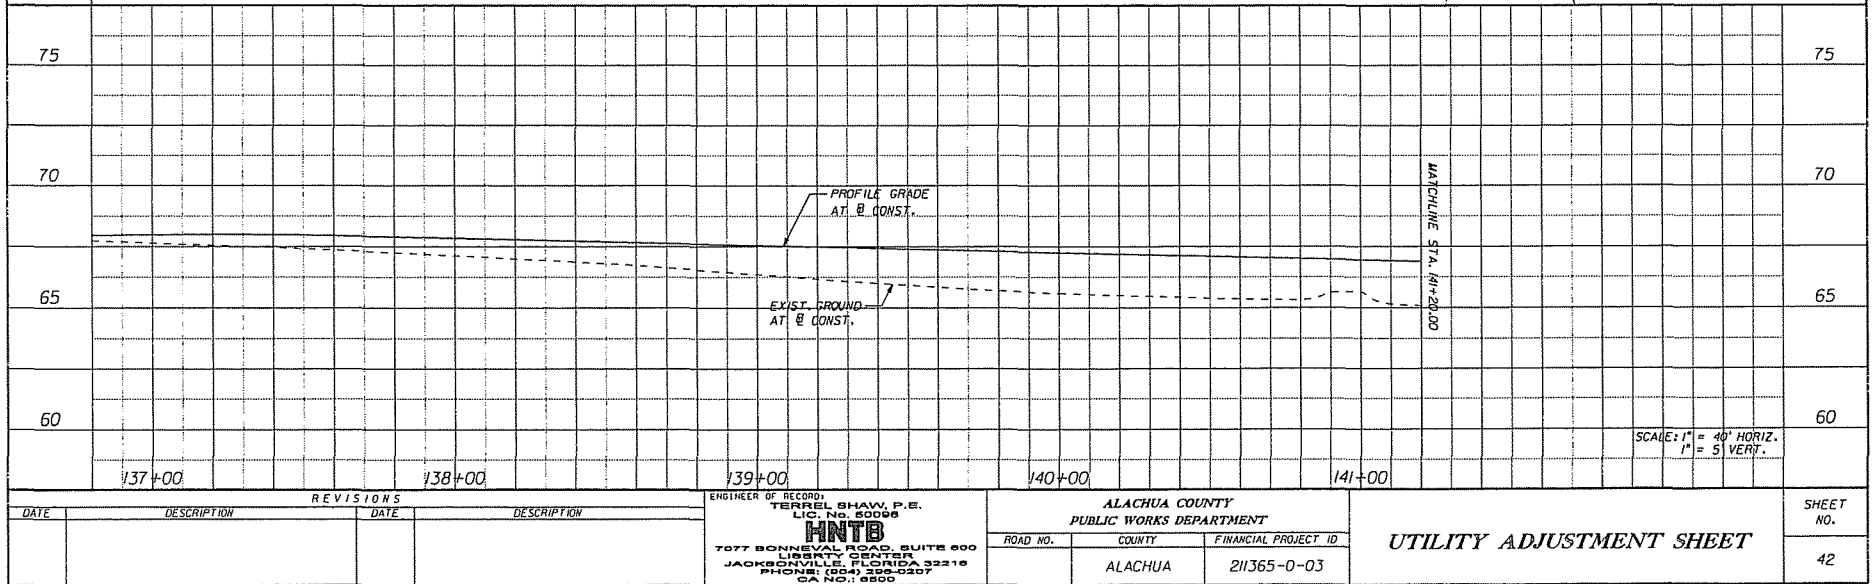 75
75
70
70
PROFILE GRADE
AT ℄ CONST.
MATCHLINE STA. 141+20.00
65
65
EXIST. GROUND
AT ℄ CONST.
60
60
SCALE: 1" = 40' HORIZ.
1" = 5' VERT.
137+00
138+00
139+00
140+00
141+00
REVISIONS
DATE
DESCRIPTION
DATE
DESCRIPTION
ENGINEER OF RECORD:
TERREL SHAW, P.E.
LIC. No. 50096
HNTB
7077 BONNEVAL ROAD, SUITE 600
LIBERTY CENTER
JACKSONVILLE, FLORIDA 32216
PHONE: (904) 296-0207
CA NO.: 6500
ALACHUA COUNTY
PUBLIC WORKS DEPARTMENT
ROAD NO.
COUNTY
FINANCIAL PROJECT ID
ALACHUA
211365-0-03
UTILITY ADJUSTMENT SHEET
SHEET
NO.
42